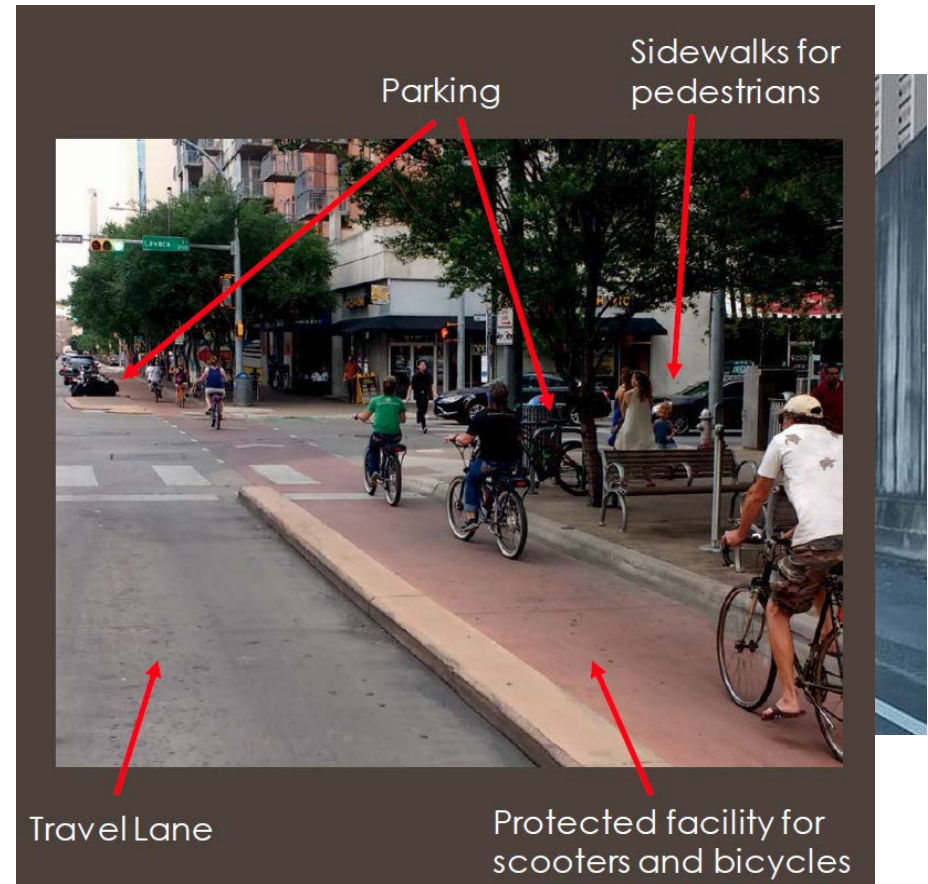 Sidewalks for
pedestrians
Parking
Lavaca
Travel Lane
Protected facility for
scooters and bicycles